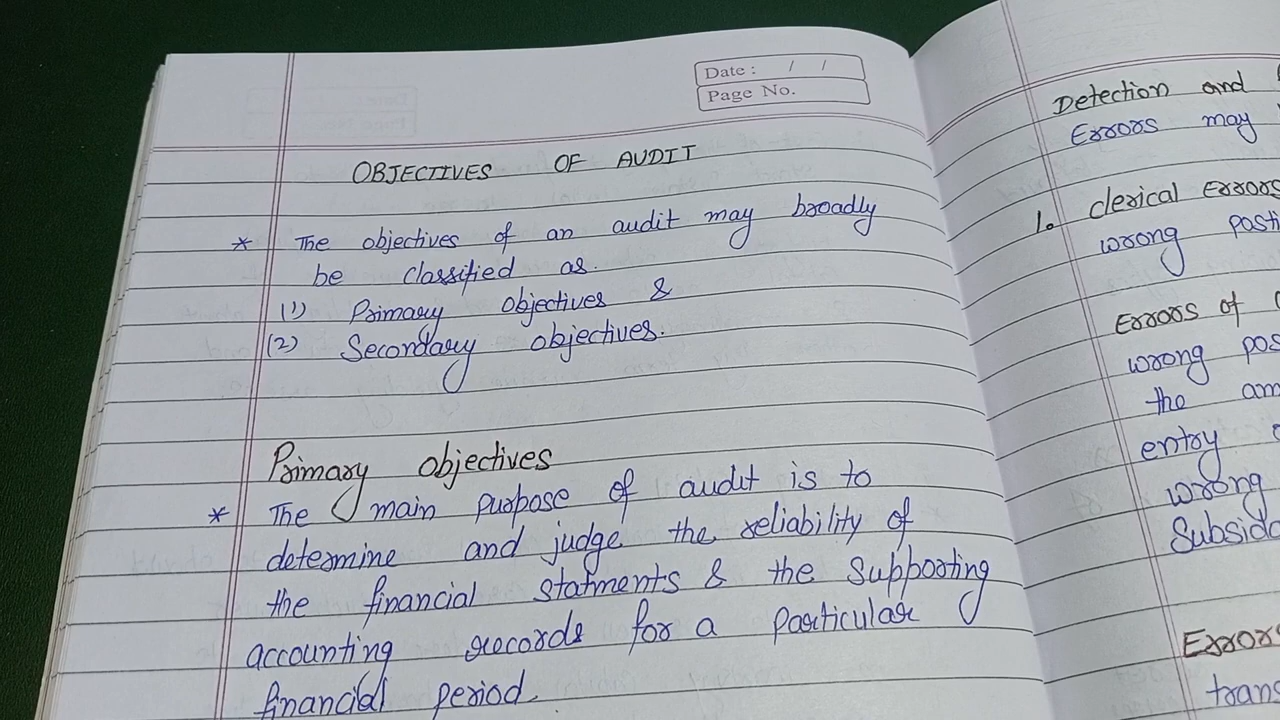 Date : / /
Page No.
OBJECTIVES OF AUDIT
* The objectives of an audit may broadly
be classified as.
(1) Primary objectives &
(2) Secondary objectives.
Primary objectives
* The main purpose of audit is to
determine and judge the reliability of
the financial statments & the supporting
accounting records for a particular
financial period.
Detection and
Errors may
1. clerical Errors
wrong
Errors of
wrong
the
entry
wrong
Errors